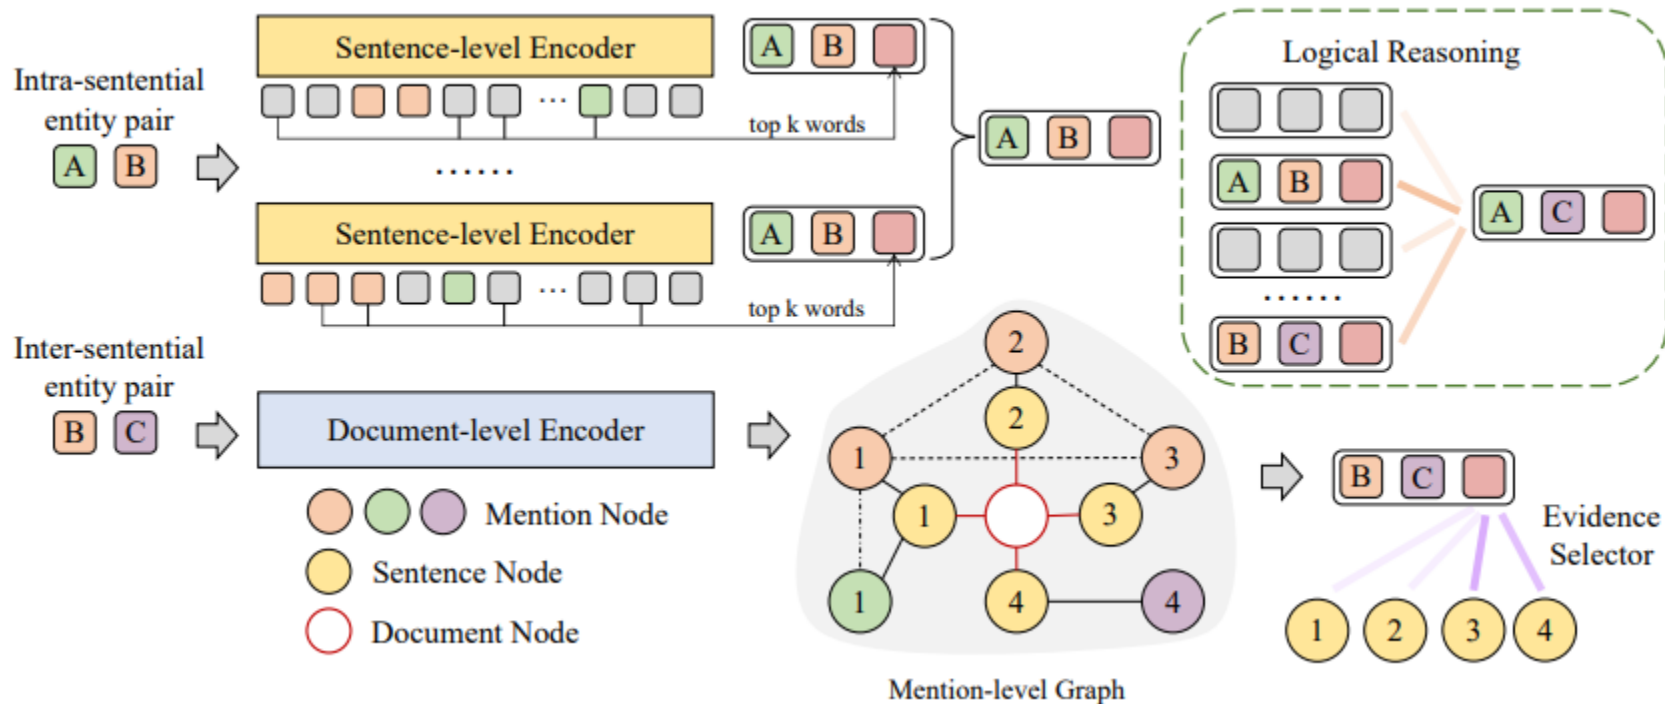 Intra-sentential
entity pair
A B
Sentence-level Encoder
...
top k words
A B
......
Sentence-level Encoder
...
top k words
A B
A B
Logical Reasoning
A B
A C
......
B C
Inter-sentential
entity pair
B C
Document-level Encoder
Mention Node
Sentence Node
Document Node
2
2
1 3
1 3
1 4 4
Mention-level Graph
B C
Evidence
Selector
1 2 3 4